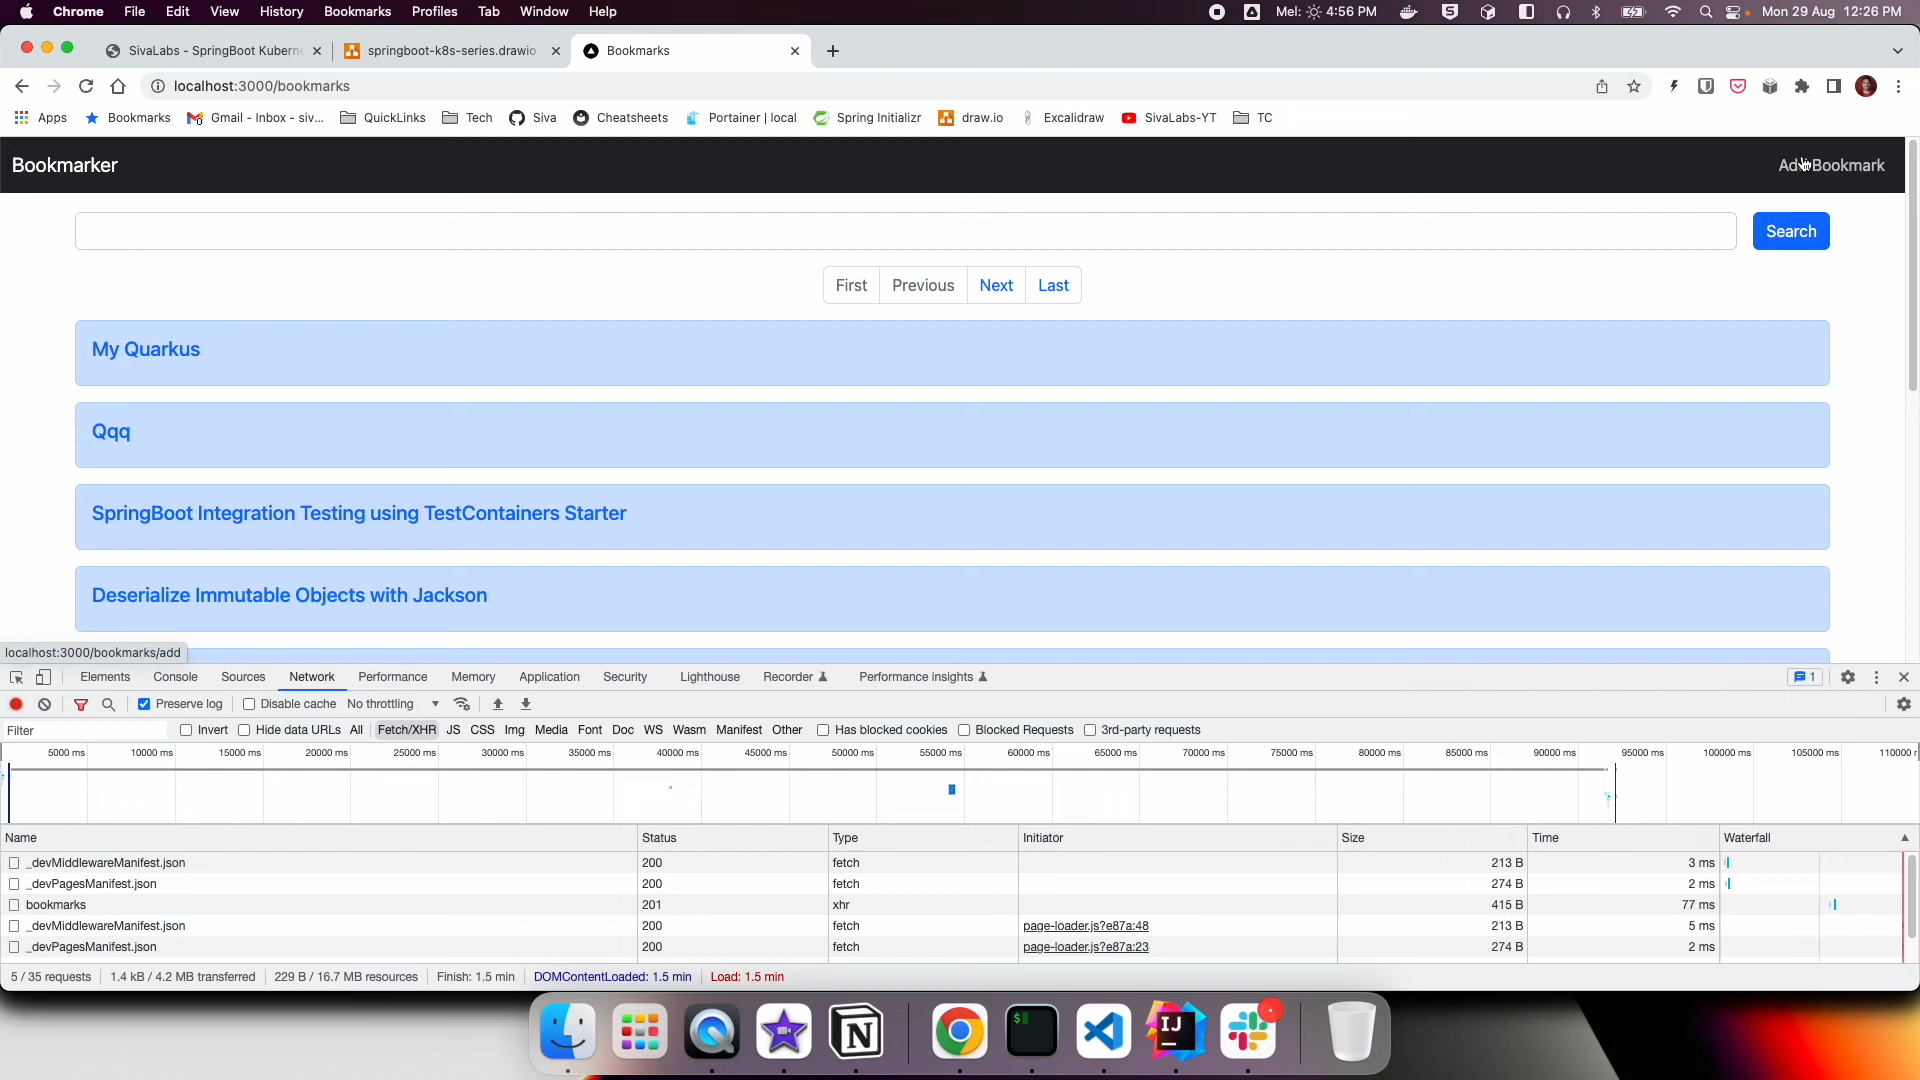 Chrome File Edit View History Bookmarks Profiles Tab Window Help Mel: 4:56 PM Mon 29 Aug 12:26 PM
SivaLabs - SpringBoot Kubern springboot-k8s-series.drawio Bookmarks
localhost:3000/bookmarks
Apps Bookmarks Gmail - Inbox - siv... QuickLinks Tech Siva Cheatsheets Portainer | local Spring Initializr draw.io Excalidraw SivaLabs-YT TC
Bookmarker Add Bookmark
Search
First Previous Next Last
My Quarkus
Qqq
SpringBoot Integration Testing using TestContainers Starter
Deserialize Immutable Objects with Jackson
localhost:3000/bookmarks/add
Elements Console Sources Network Performance Memory Application Security Lighthouse Recorder Performance insights 1
Preserve log Disable cache No throttling
Filter Invert Hide data URLs All Fetch/XHR JS CSS Img Media Font Doc WS Wasm Manifest Other Has blocked cookies Blocked Requests 3rd-party requests
5000 ms 10000 ms 15000 ms 20000 ms 25000 ms 30000 ms 35000 ms 40000 ms 45000 ms 50000 ms 55000 ms 60000 ms 65000 ms 70000 ms 75000 ms 80000 ms 85000 ms 90000 ms 95000 ms 100000 ms 105000 ms 110000
Name Status Type Initiator Size Time Waterfall
_devMiddlewareManifest.json 200 fetch 213 B 3 ms
_devPagesManifest.json 200 fetch 274 B 2 ms
bookmarks 201 xhr 415 B 77 ms
_devMiddlewareManifest.json 200 fetch page-loader.js?e87a:48 213 B 5 ms
_devPagesManifest.json 200 fetch page-loader.js?e87a:23 274 B 2 ms
5 / 35 requests 1.4 kB / 4.2 MB transferred 229 B / 16.7 MB resources Finish: 1.5 min DOMContentLoaded: 1.5 min Load: 1.5 min